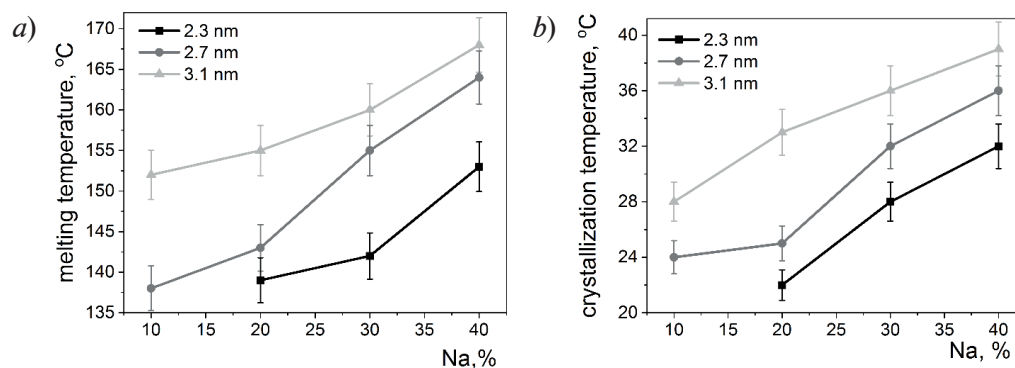 a)
2.3 nm
2.7 nm
3.1 nm
melting temperature, °C
170
165
160
155
150
145
140
135
10 15 20 25 30 35 40
Na,%
b)
2.3 nm
2.7 nm
3.1 nm
crystallization temperature, °C
40
36
32
28
24
20
10 15 20 25 30 35 40
Na,%